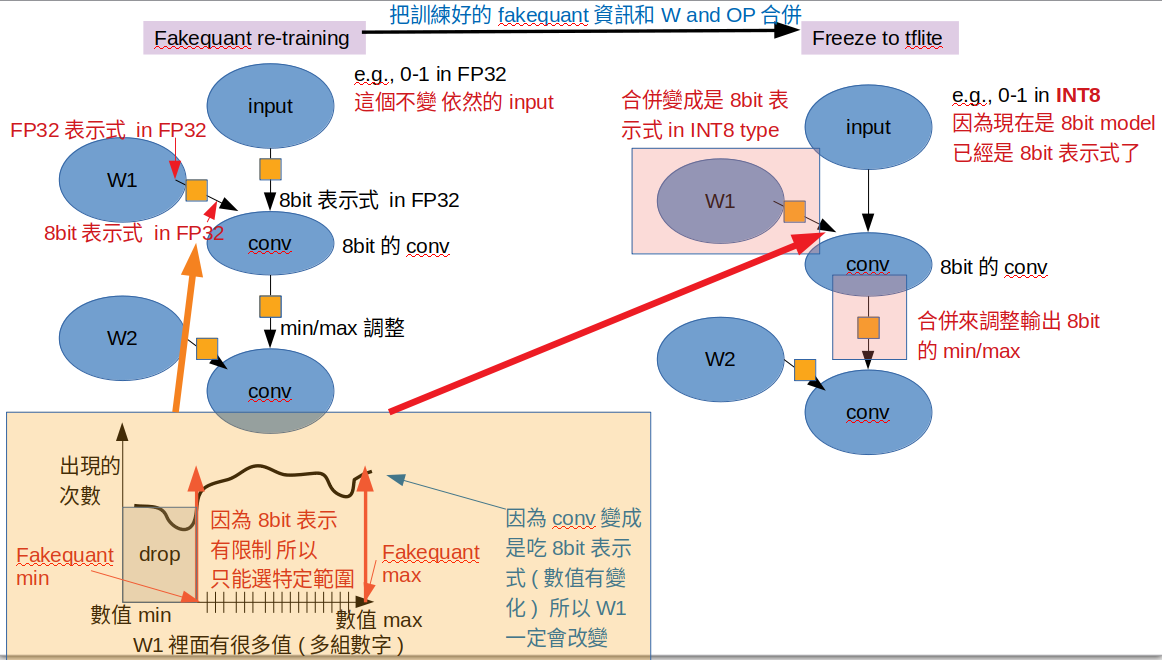 把訓練好的 fakequant 資訊和 W and OP 合併
Fakequant re-training
Freeze to tflite
e.g., 0-1 in FP32
這個不變 依然的 input
input
FP32 表示式 in FP32
W1
8bit 表示式 in FP32
8bit 表示式 in FP32
conv
8bit 的 conv
min/max 調整
W2
conv
合併變成是 8bit 表
示式 in INT8 type
input
e.g., 0-1 in INT8
因為現在是 8bit model
已經是 8bit 表示式了
W1
conv
8bit 的 conv
合併來調整輸出 8bit
的 min/max
W2
conv
出現的
次數
drop
Fakequant
min
因為 8bit 表示
有限制 所以
只能選特定範圍
Fakequant
max
數值 min
數值 max
W1 裡面有很多值 ( 多組數字 )
因為 conv 變成
是吃 8bit 表示
式 ( 數值有變
化 ) 所以 W1
一定會改變